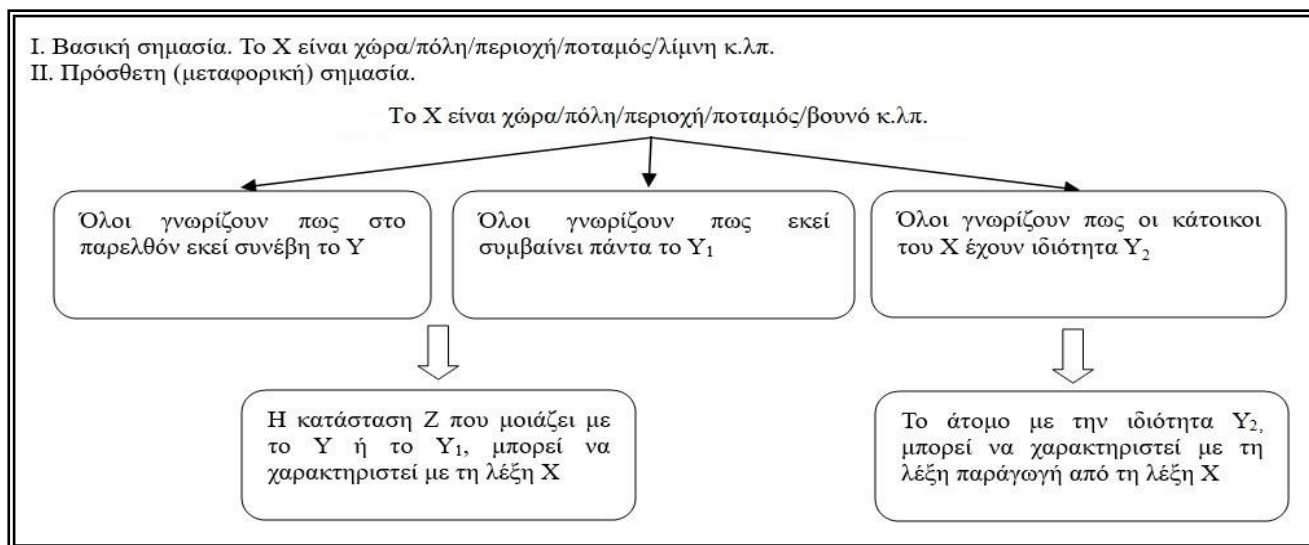 I. Βασική σημασία. Το Χ είναι χώρα/πόλη/περιοχή/ποταμός/λίμνη κ.λπ.
II. Πρόσθετη (μεταφορική) σημασία.
Το Χ είναι χώρα/πόλη/περιοχή/ποταμός/βουνό κ.λπ.
Όλοι γνωρίζουν πως στο
παρελθόν εκεί συνέβη το Υ
Όλοι γνωρίζουν πως εκεί
συμβαίνει πάντα το Υ₁
Όλοι γνωρίζουν πως οι κάτοικοι
του Χ έχουν ιδιότητα Υ₂
Η κατάσταση Ζ που μοιάζει με
το Υ ή το Υ₁, μπορεί να
χαρακτηριστεί με τη λέξη Χ
Το άτομο με την ιδιότητα Υ₂,
μπορεί να χαρακτηριστεί με τη
λέξη παράγωγή από τη λέξη Χ